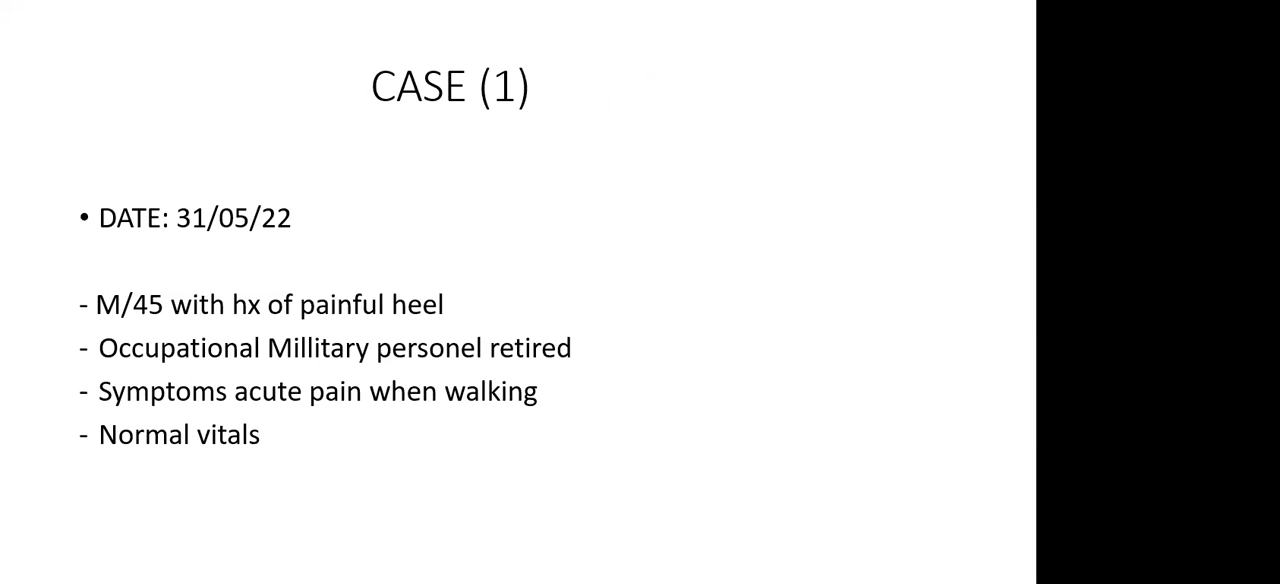 CASE (1)
• DATE: 31/05/22
- M/45 with hx of painful heel
- Occupational Millitary personel retired
- Symptoms acute pain when walking
- Normal vitals